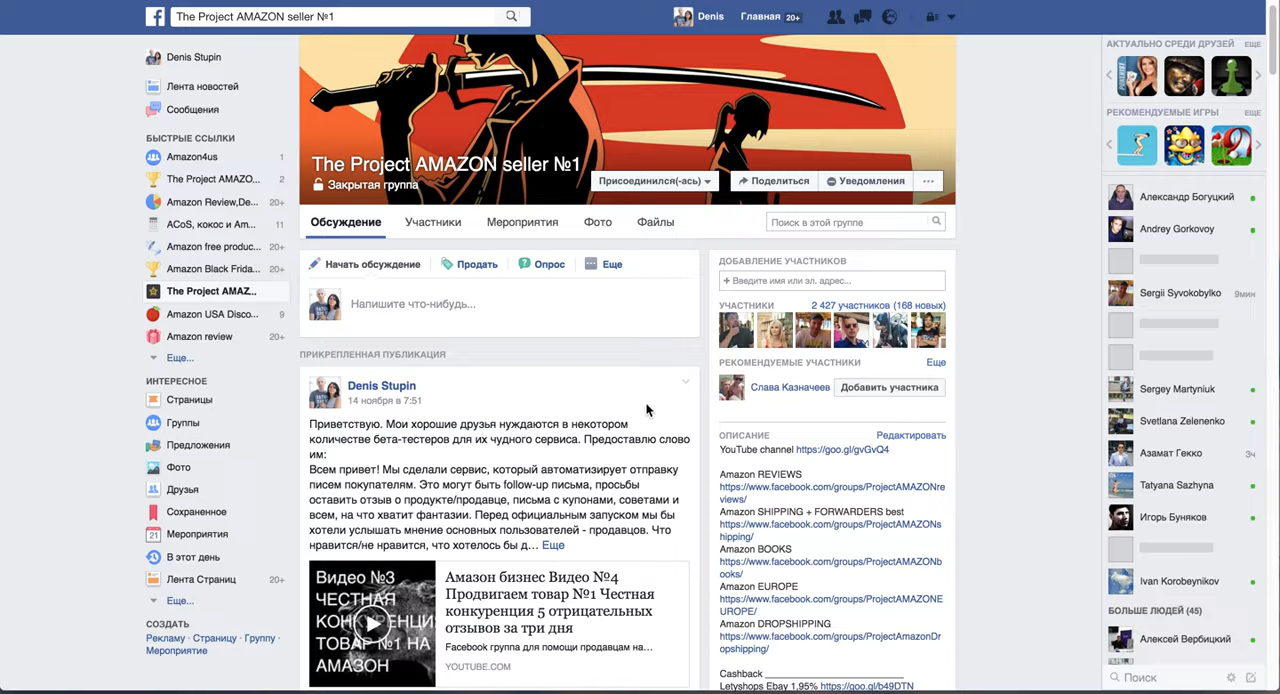 The Project AMAZON seller №1
Denis
Главная 20+
Denis Stupin
Лента новостей
Сообщения
БЫСТРЫЕ ССЫЛКИ
Amazon4us 1
The Project AMAZO... 2
Amazon Review,De... 20+
ACoS, кокос и Am... 11
Amazon free produc... 20+
Amazon Black Frida... 20+
The Project AMAZ...
Amazon USA Disco... 9
Amazon review 20+
Еще...
ИНТЕРЕСНОЕ
Страницы
Группы
Предложения
Фото
Друзья
Сохраненное
21 Мероприятия
В этот день
Лента Страниц 20+
Еще...
СОЗДАТЬ
Рекламу · Страницу · Группу ·
Мероприятие
The Project AMAZON seller №1
Закрытая группа
Присоединился(-ась)
Поделиться
Уведомления
Обсуждение
Участники
Мероприятия
Фото
Файлы
Поиск в этой группе
Начать обсуждение
Продать
Опрос
Еще
Напишите что-нибудь...
ПРИКРЕПЛЕННАЯ ПУБЛИКАЦИЯ
Denis Stupin
14 ноября в 7:51
Приветствую. Мои хорошие друзья нуждаются в некотором
количестве бета-тестеров для их чудного сервиса. Предоставлю слово
им:
Всем привет! Мы сделали сервис, который автоматизирует отправку
писем покупателям. Это могут быть follow-up письма, просьбы
оставить отзыв о продукте/продавце, письма с купонами, советами и
всем, на что хватит фантазии. Перед официальным запуском мы бы
хотели услышать мнение основных пользователей - продавцов. Что
нравится/не нравится, что хотелось бы д... Еще
Видео №3
ЧЕСТНАЯ
КОНКУРЕНЦИЯ
ТОВАР №1 НА
АМАЗОН
Амазон бизнес Видео №4
Продвигаем товар №1 Честная
конкуренция 5 отрицательных
отзывов за три дня
Facebook группа для помощи продавцам на...
YOUTUBE.COM
ДОБАВЛЕНИЕ УЧАСТНИКОВ
+ Введите имя или эл. адрес...
УЧАСТНИКИ
2 427 участников (168 новых)
РЕКОМЕНДУЕМЫЕ УЧАСТНИКИ
Еще
Слава Казначеев
Добавить участника
ОПИСАНИЕ
Редактировать
YouTube channel https://goo.gl/gvGvQ4
Amazon REVIEWS
https://www.facebook.com/groups/ProjectAMAZONre
views/
Amazon SHIPPING + FORWARDERS best
https://www.facebook.com/groups/ProjectAMAZONs
hipping/
Amazon BOOKS
https://www.facebook.com/groups/ProjectAMAZONb
ooks/
Amazon EUROPE
https://www.facebook.com/groups/ProjectAMAZONE
UROPE/
Amazon DROPSHIPPING
https://www.facebook.com/groups/ProjectAmazonDr
opshipping/
Cashback
Letyshops Ebay 1,95% https://goo.gl/b49DTN
АКТУАЛЬНО СРЕДИ ДРУЗЕЙ ЕЩЕ
РЕКОМЕНДУЕМЫЕ ИГРЫ ЕЩЕ
Александр Богуцкий
Andrey Gorkovoy
Sergii Syvokobylko 9мин
Sergey Martyniuk
Svetlana Zelenenko
Азамат Гекко 3ч
Tatyana Sazhyna
Игорь Буняков
Ivan Korobeynikov
БОЛЬШЕ ЛЮДЕЙ (45)
Алексей Вербицкий
Поиск